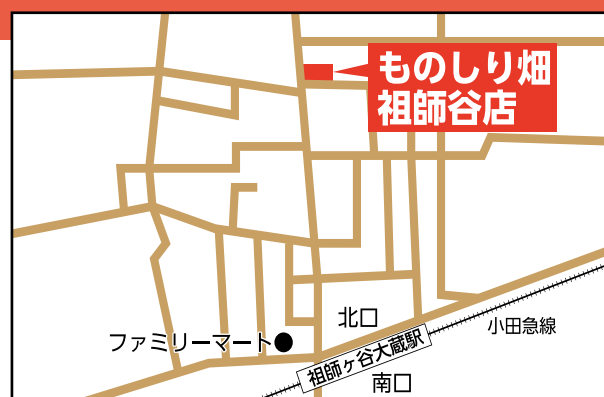 ものしり畑
祖師谷店
北口
小田急線
ファミリーマート
祖師ヶ谷大蔵駅
南口